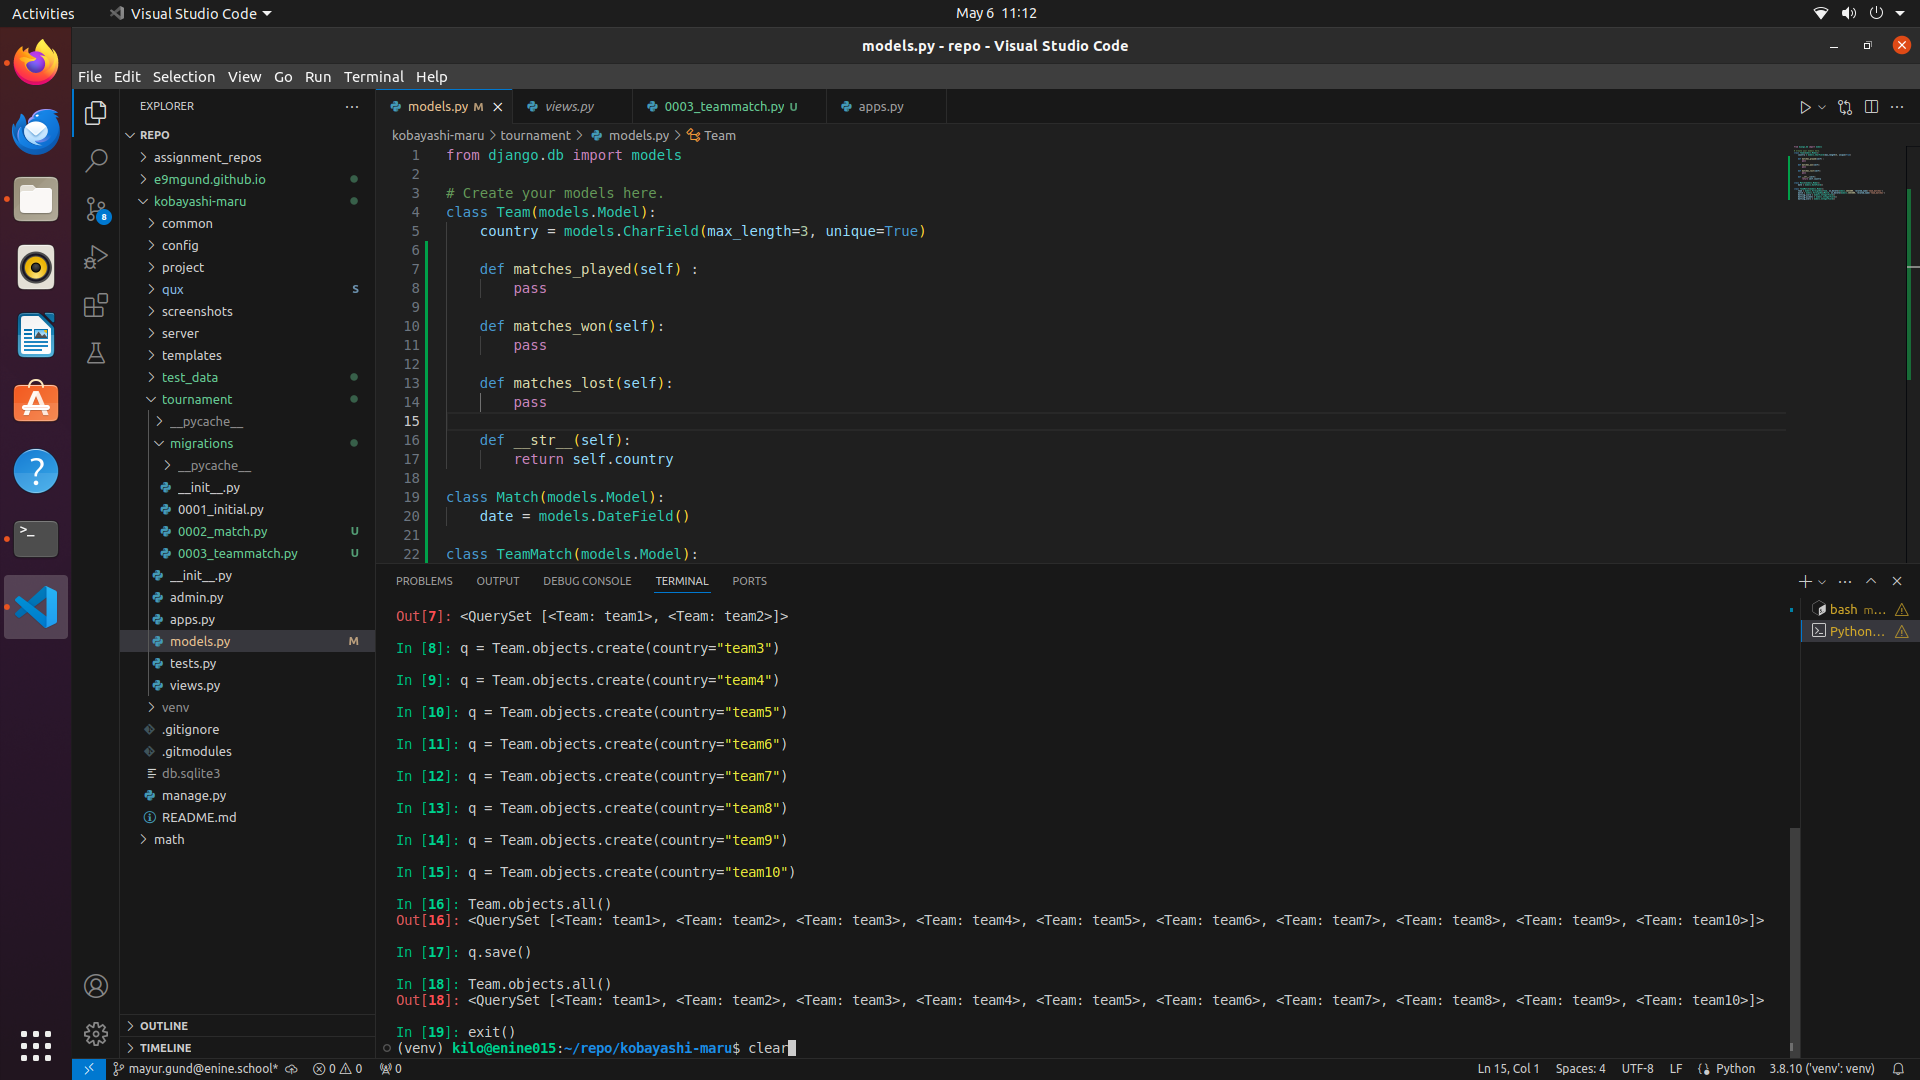 Activities
Visual Studio Code
May 6 11:12
models.py - repo - Visual Studio Code
File Edit Selection View Go Run Terminal Help
EXPLORER
REPO
assignment_repos
e9mgund.github.io
kobayashi-maru
common
config
project
qux S
screenshots
server
templates
test_data
tournament
__pycache__
migrations
__pycache__
__init__.py
0001_initial.py
0002_match.py U
0003_teammatch.py U
__init__.py
admin.py
apps.py
models.py M
tests.py
views.py
venv
.gitignore
.gitmodules
db.sqlite3
manage.py
README.md
math
OUTLINE
TIMELINE
8
models.py M
views.py
0003_teammatch.py U
apps.py
kobayashi-maru > tournament > models.py > Team
1 from django.db import models
2
3 # Create your models here.
4 class Team(models.Model):
5 country = models.CharField(max_length=3, unique=True)
6
7 def matches_played(self) :
8 pass
9
10 def matches_won(self):
11 pass
12
13 def matches_lost(self):
14 pass
15
16 def __str__(self):
17 return self.country
18
19 class Match(models.Model):
20 date = models.DateField()
21
22 class TeamMatch(models.Model):
PROBLEMS OUTPUT DEBUG CONSOLE TERMINAL PORTS
Out[7]: <QuerySet [<Team: team1>, <Team: team2>]>
In [8]: q = Team.objects.create(country="team3")
In [9]: q = Team.objects.create(country="team4")
In [10]: q = Team.objects.create(country="team5")
In [11]: q = Team.objects.create(country="team6")
In [12]: q = Team.objects.create(country="team7")
In [13]: q = Team.objects.create(country="team8")
In [14]: q = Team.objects.create(country="team9")
In [15]: q = Team.objects.create(country="team10")
In [16]: Team.objects.all()
Out[16]: <QuerySet [<Team: team1>, <Team: team2>, <Team: team3>, <Team: team4>, <Team: team5>, <Team: team6>, <Team: team7>, <Team: team8>, <Team: team9>, <Team: team10>]>
In [17]: q.save()
In [18]: Team.objects.all()
Out[18]: <QuerySet [<Team: team1>, <Team: team2>, <Team: team3>, <Team: team4>, <Team: team5>, <Team: team6>, <Team: team7>, <Team: team8>, <Team: team9>, <Team: team10>]>
In [19]: exit()
(venv) kilo@enine015:~/repo/kobayashi-maru$ clear
bash m...
Python...
mayur.gund@enine.school* 0 0 0
Ln 15, Col 1 Spaces: 4 UTF-8 LF Python 3.8.10 ('venv': venv)